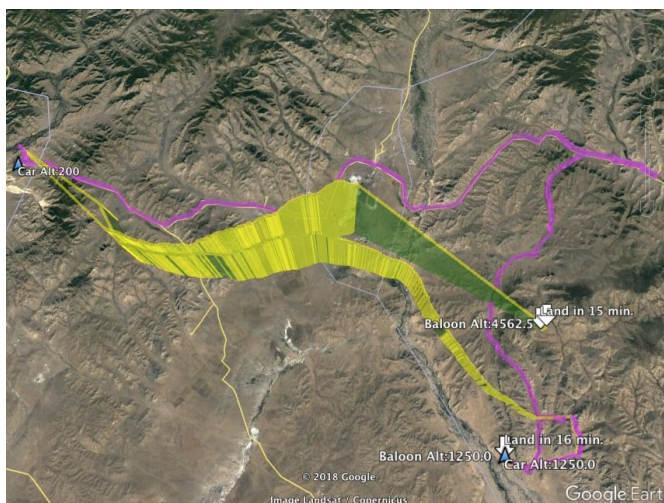 Car Alt:200
Land in 15 min.
Baloon Alt:4562.5
Land in 16 min.
Baloon Alt:1250.0
Car Alt:1250.0
© 2018 Google
Image Landsat / Copernicus
Google Earth